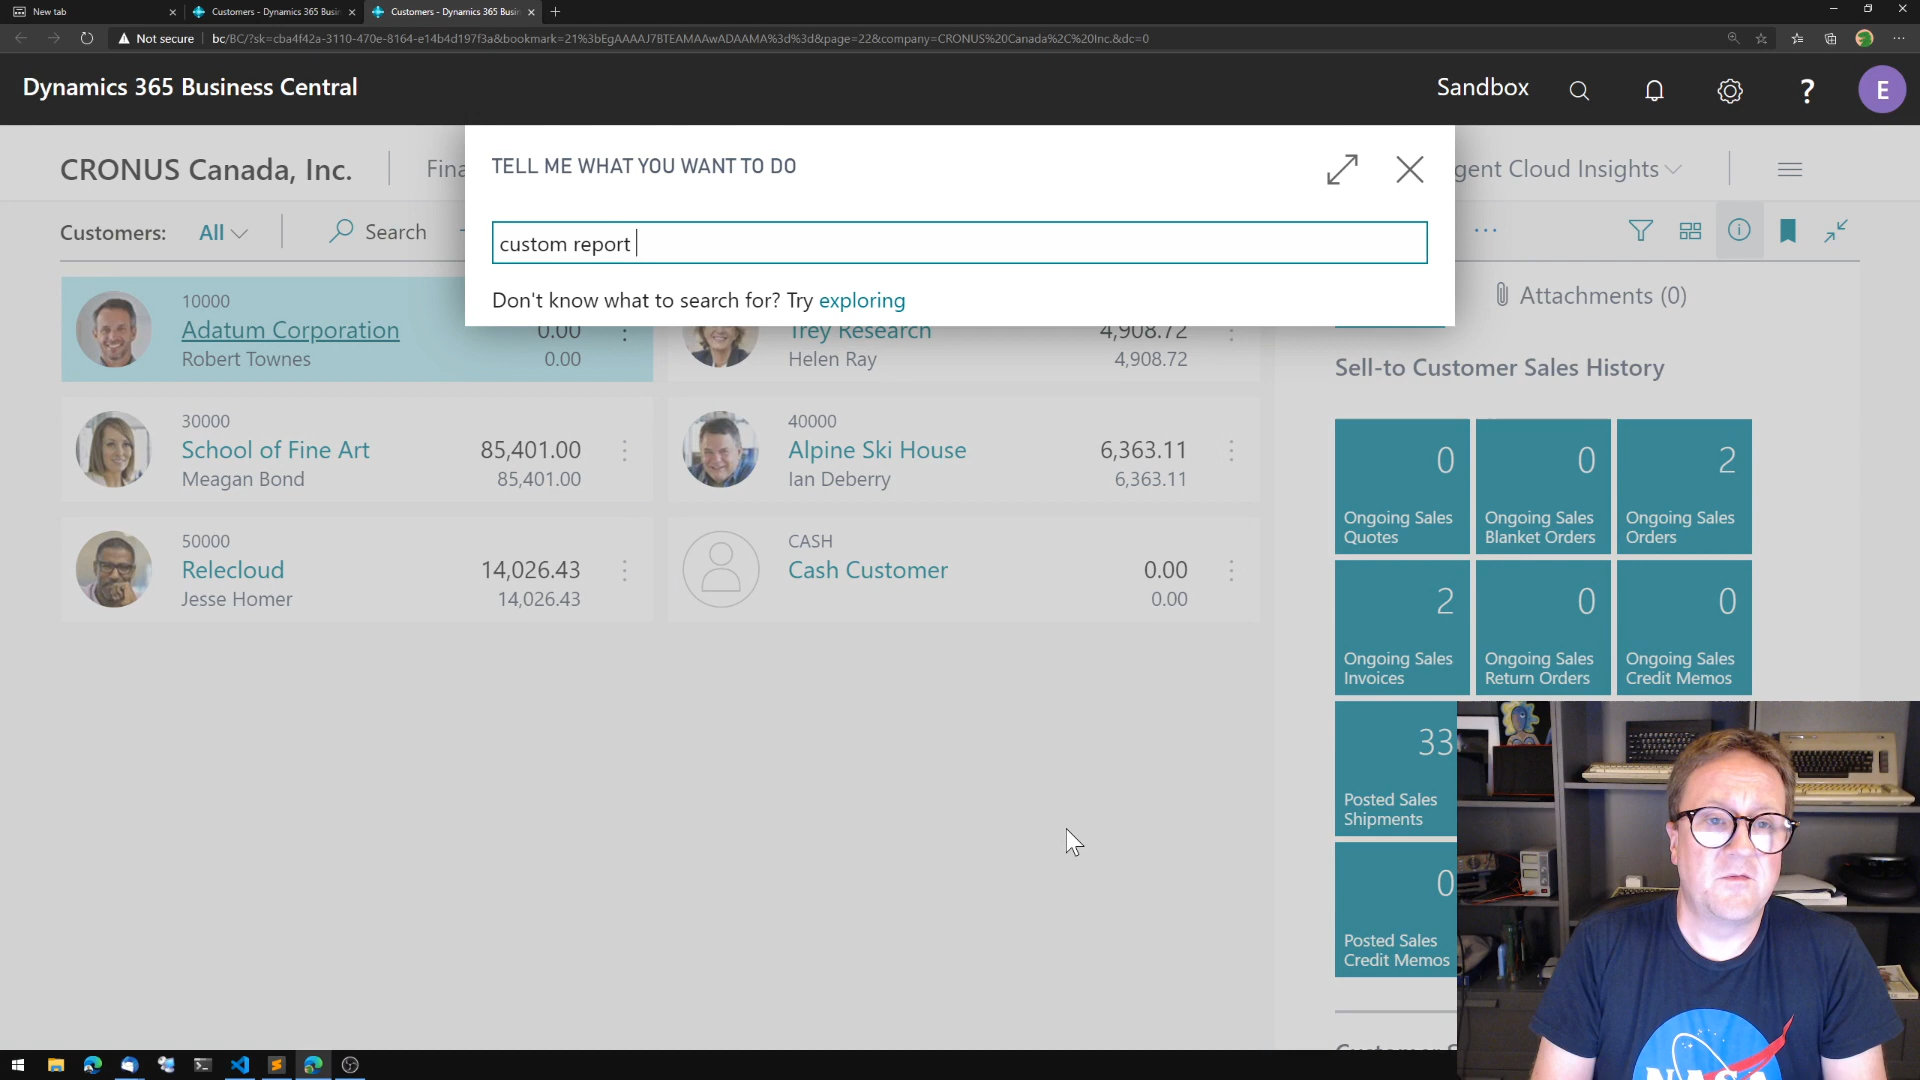 New tab
Customers - Dynamics 365 Busin
Customers - Dynamics 365 Busin
Not secure
bc/BC/?sk=cba4f42a-3110-470e-8164-e14b4d197f3a&bookmark=21%3bEgAAAAJ7BTEAMAAwADAAMA%3d%3d&page=22&company=CRONUS%20Canada%2C%20Inc.&dc=0
Dynamics 365 Business Central
Sandbox
?
E
CRONUS Canada, Inc.
Fina
gent Cloud Insights
TELL ME WHAT YOU WANT TO DO
custom report
Don't know what to search for? Try exploring
Customers:
All
Search
Attachments (0)
10000
Adatum Corporation
0.00
Robert Townes
0.00
Trey Research
4,908.72
Helen Ray
4,908.72
30000
School of Fine Art
85,401.00
Meagan Bond
85,401.00
40000
Alpine Ski House
6,363.11
Ian Deberry
6,363.11
50000
Relecloud
14,026.43
Jesse Homer
14,026.43
CASH
Cash Customer
0.00
0.00
Sell-to Customer Sales History
0
Ongoing Sales
Quotes
0
Ongoing Sales
Blanket Orders
2
Ongoing Sales
Orders
2
Ongoing Sales
Invoices
0
Ongoing Sales
Return Orders
0
Ongoing Sales
Credit Memos
33
Posted Sales
Shipments
0
Posted Sales
Credit Memos
NASA